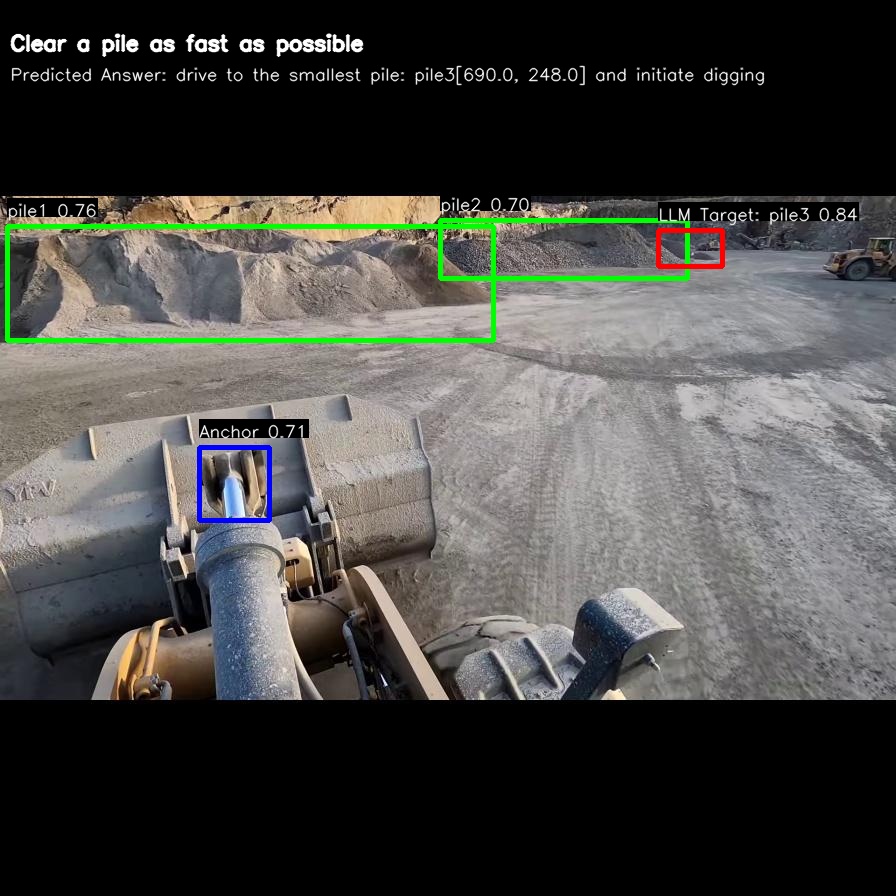 Clear a pile as fast as possible
Predicted Answer: drive to the smallest pile: pile3[690.0, 248.0] and initiate digging
pile1 0.76
pile2 0.70
LLM Target: pile3 0.84
Anchor 0.71